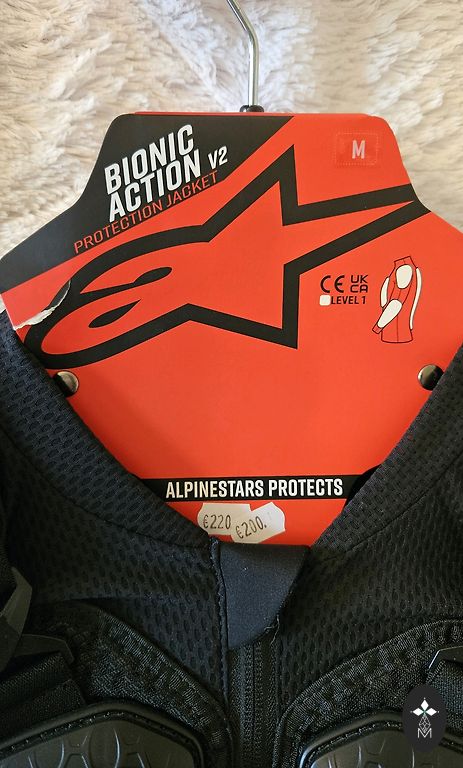 BIONIC
ACTION V2
PROTECTION JACKET
M
CE UK
CA
LEVEL 1
ALPINESTARS PROTECTS
€220
€200.
M